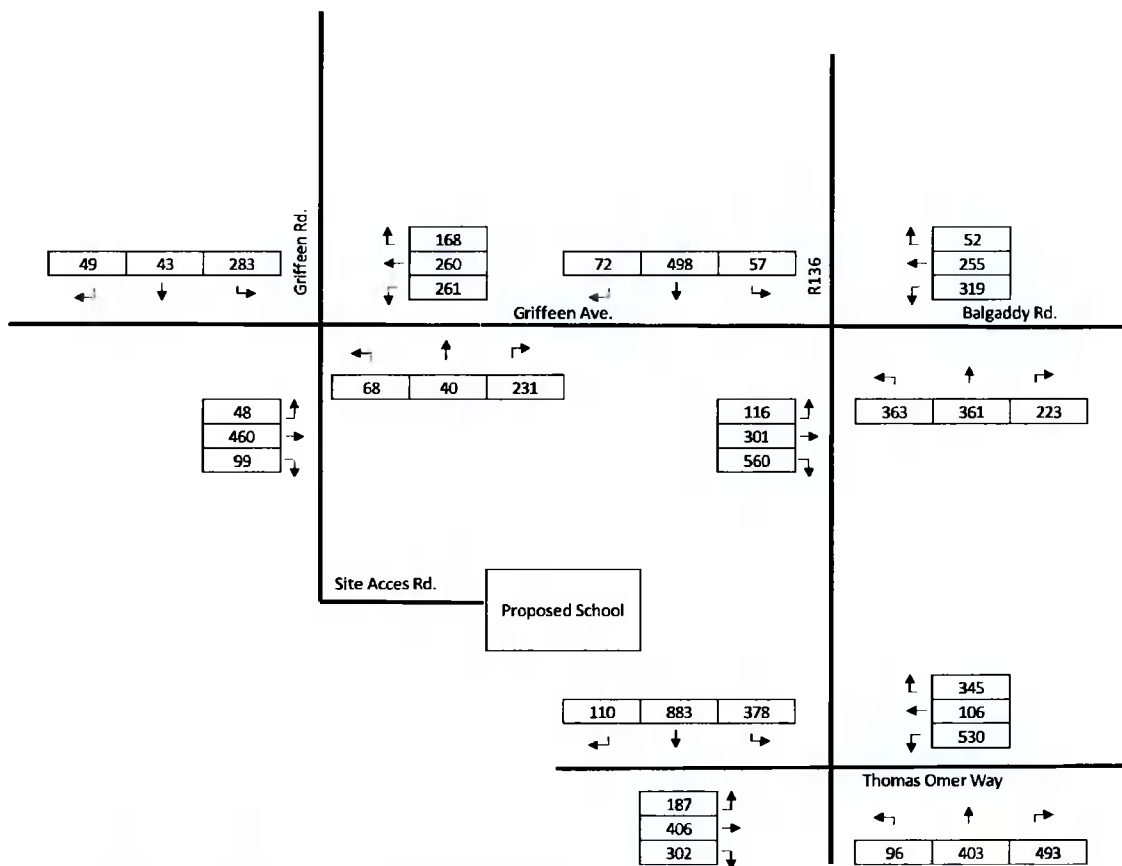 Griffeen Rd.
R136
168
52
49 43 283
260
72 498 57
255
261
319
Griffeen Ave.
Balgaddy Rd.
68 40 231
48
116
363 361 223
460
301
99
560
Site Acces Rd.
Proposed School
345
110 883 378
106
530
Thomas Omer Way
187
406
302
96 403 493